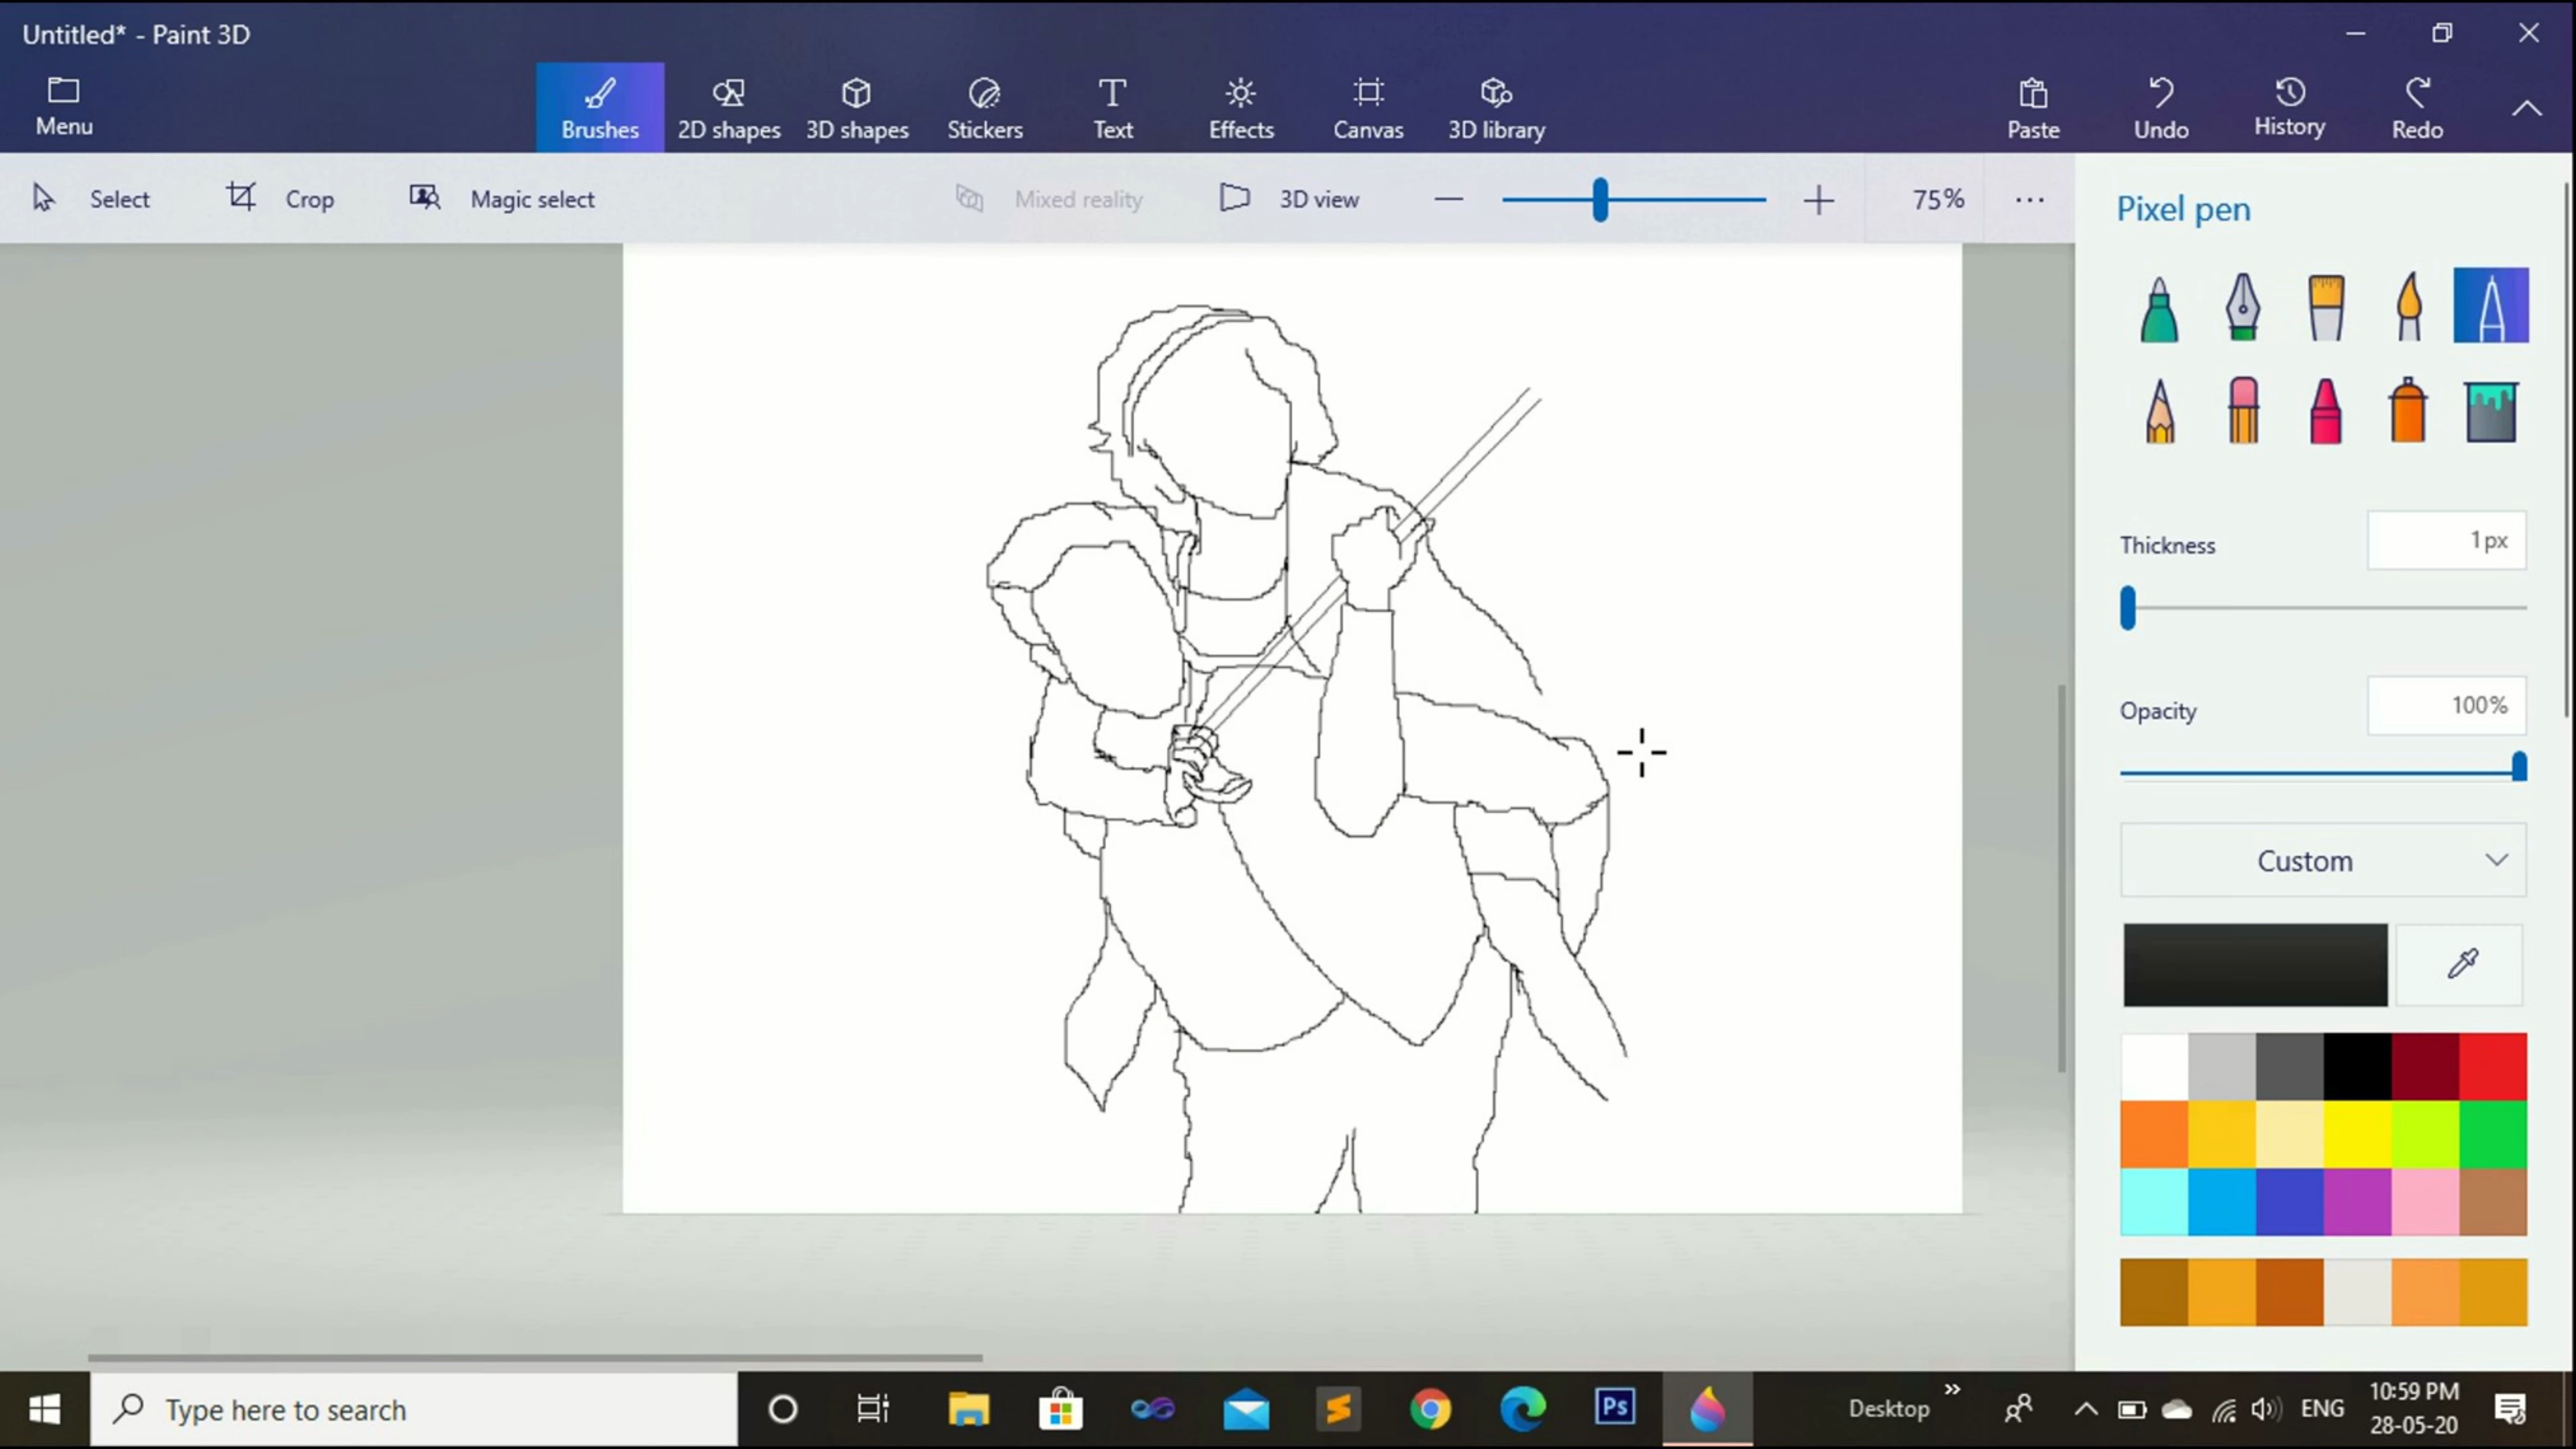 Untitled* - Paint 3D
Menu
Brushes
2D shapes
3D shapes
Stickers
Text
Effects
Canvas
3D library
Paste
Undo
History
Redo
Select
Crop
Magic select
Mixed reality
3D view
75%
Pixel pen
Thickness
1px
Opacity
100%
Custom
Type here to search
Ps
Desktop
ENG
10:59 PM
28-05-20